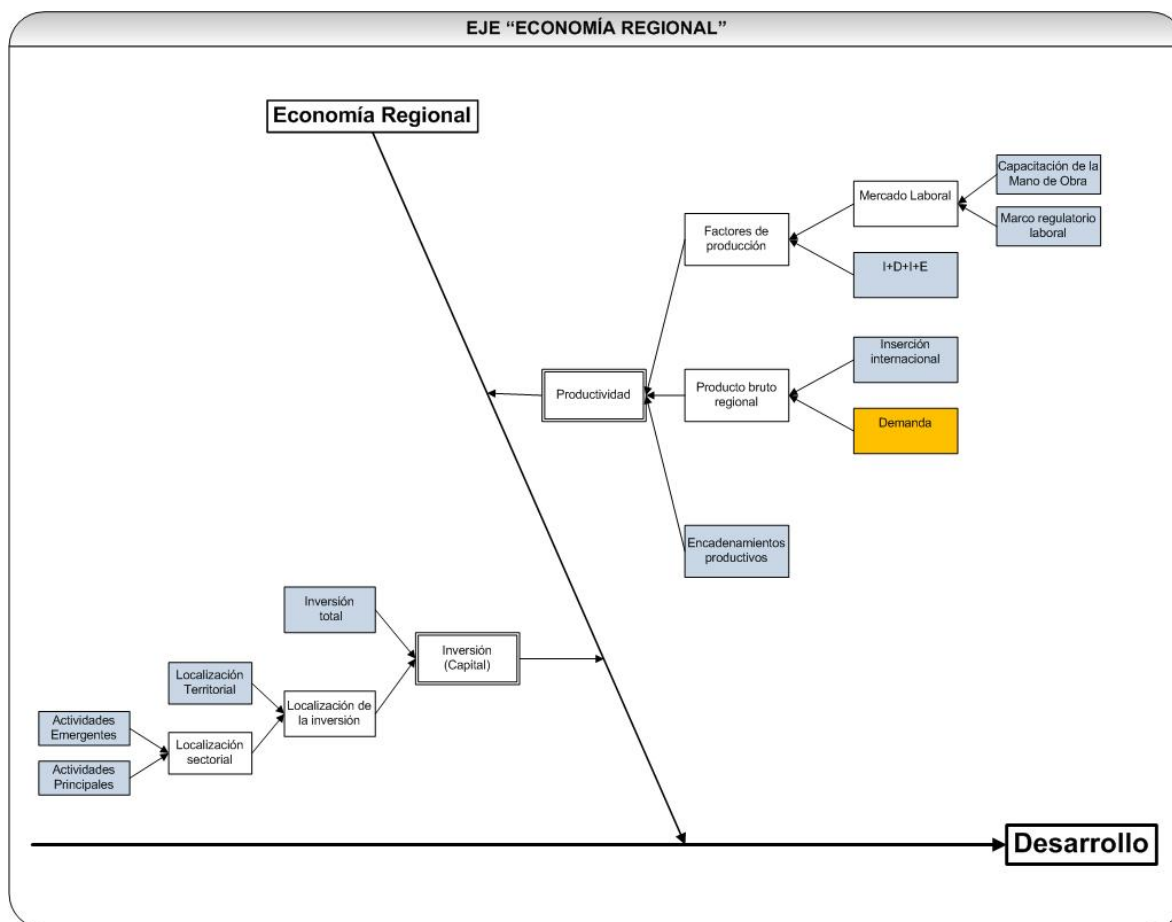 EJE “ECONOMÍA REGIONAL”
Economía Regional
Capacitación de la
Mano de Obra
Mercado Laboral
Marco regulatorio
laboral
Factores de
producción
I+D+I+E
Inserción
internacional
Productividad
Producto bruto
regional
Demanda
Encadenamientos
productivos
Inversión
total
Inversión
(Capital)
Localización
Territorial
Localización de
la inversión
Actividades
Emergentes
Localización
sectorial
Actividades
Principales
Desarrollo